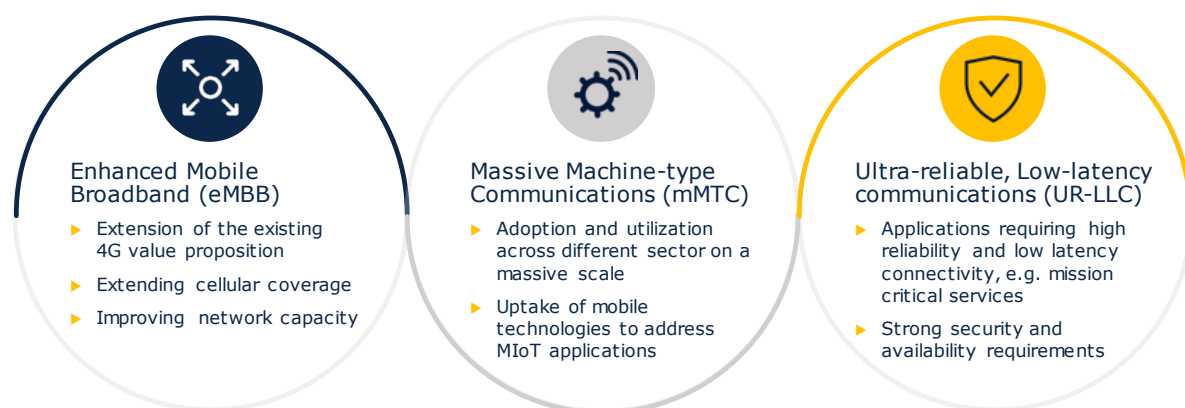 Enhanced Mobile
Broadband (eMBB)
Extension of the existing
4G value proposition
Extending cellular coverage
Improving network capacity
Massive Machine-type
Communications (mMTC)
Adoption and utilization
across different sector on a
massive scale
Uptake of mobile
technologies to address
MIoT applications
Ultra-reliable, Low-latency
communications (UR-LLC)
Applications requiring high
reliability and low latency
connectivity, e.g. mission
critical services
Strong security and
availability requirements